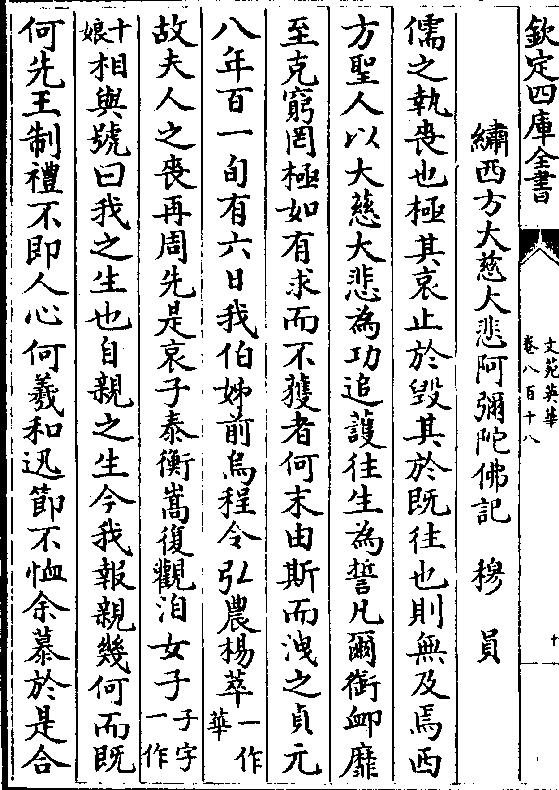 欽定四庫全書
文苑英華
卷八百十八
十
繡西方大慈大悲阿彌陀佛記 穆員
儒之執喪也極其哀止於毀其於既往也則無及焉西
方聖人以大慈大悲為功追護往生為誓凡爾銜䘏靡
至克窮罔極如有求而不獲者何末由斯而洩之貞元
八年百一旬有六日我伯姊前烏程令弘農楊萃一作華
故夫人之喪再周先是哀子泰衡嵩復觀洎女子子字一作
十娘相與號曰我之生也自親之生今我報親幾何而既
何先王制禮不即人心何羲和迅節不恤余慕於是合